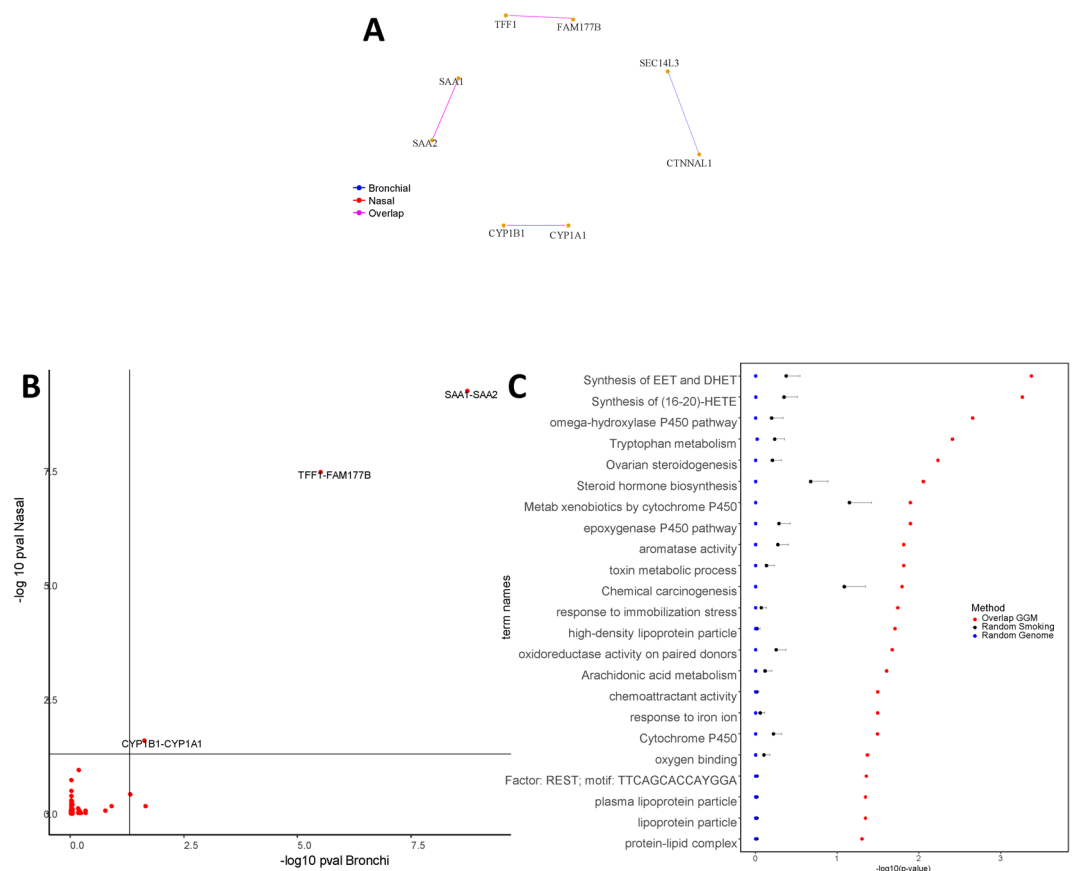 A
TFF1
FAM177B
SEC14L3
SAA1
SAA2
CTNNAL1
Bronchial
Nasal
Overlap
CYP1B1
CYP1A1
B
-log 10 pval Nasal
7.5
5.0
2.5
0.0
SAA1-SAA2
TFF1-FAM177B
CYP1B1-CYP1A1
0.0
2.5
5.0
7.5
-log10 pval Bronchi
C
term names
Synthesis of EET and DHET
Synthesis of (16-20)-HETE
omega-hydroxylase P450 pathway
Tryptophan metabolism
Ovarian steroidogenesis
Steroid hormone biosynthesis
Metab xenobiotics by cytochrome P450
epoxygenase P450 pathway
aromatase activity
toxin metabolic process
Chemical carcinogenesis
response to immobilization stress
high-density lipoprotein particle
oxidoreductase activity on paired donors
Arachidonic acid metabolism
chemoattractant activity
response to iron ion
Cytochrome P450
oxygen binding
Factor: REST; motif: TTCAGCACCAYGGA
plasma lipoprotein particle
lipoprotein particle
protein-lipid complex
Method
Overlap GGM
Random Smoking
Random Genome
0
1
2
3
-log10(p-value)